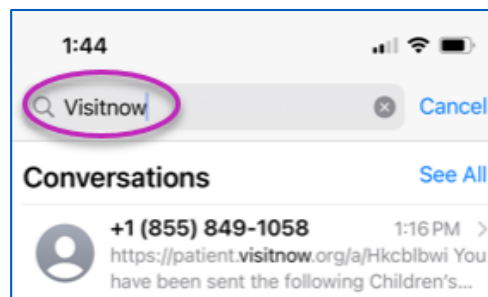 1:44
Visitnow
Cancel
Conversations
See All
+1 (855) 849-1058
1:16 PM
https://patient.visitnow.org/a/Hkcblbwi You
have been sent the following Children's...